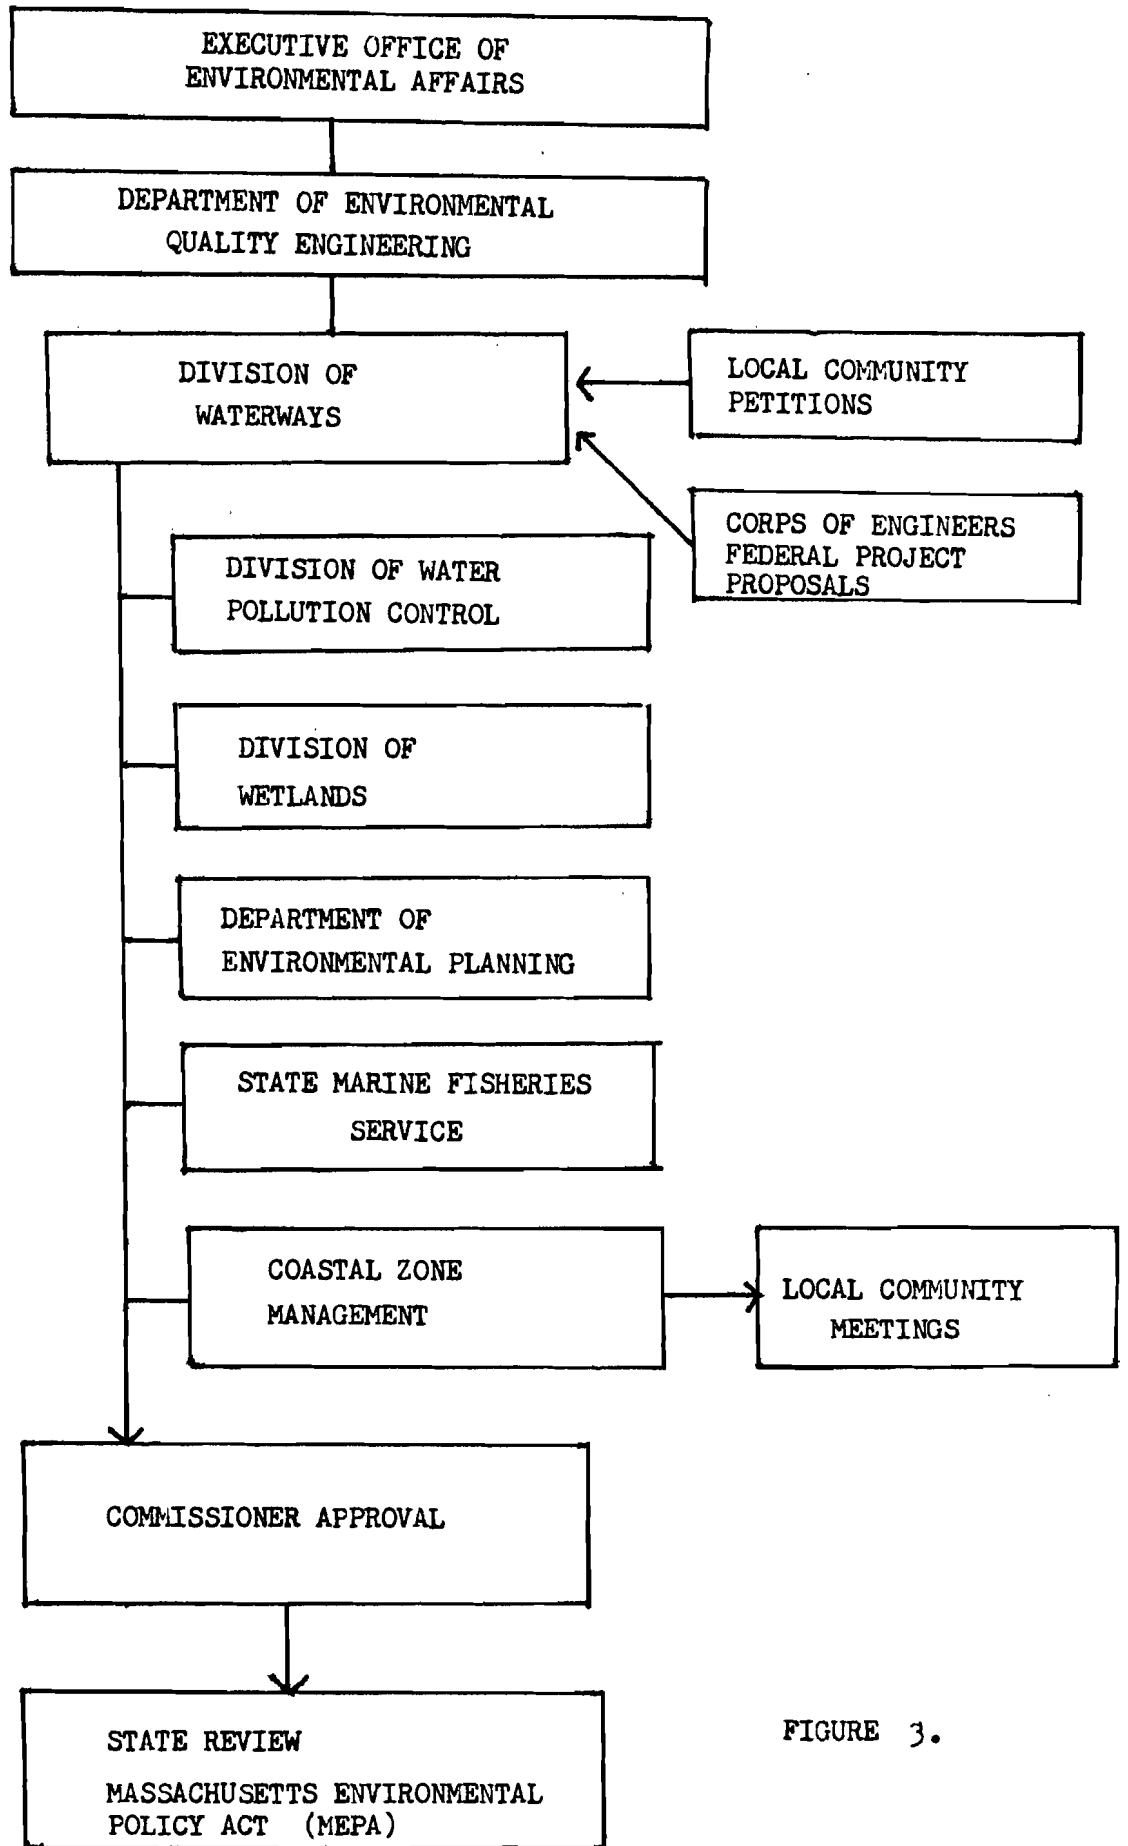 EXECUTIVE OFFICE OF
ENVIRONMENTAL AFFAIRS
DEPARTMENT OF ENVIRONMENTAL
QUALITY ENGINEERING
DIVISION OF
WATERWAYS
LOCAL COMMUNITY
PETITIONS
CORPS OF ENGINEERS
FEDERAL PROJECT
PROPOSALS
DIVISION OF WATER
POLLUTION CONTROL
DIVISION OF
WETLANDS
DEPARTMENT OF
ENVIRONMENTAL PLANNING
STATE MARINE FISHERIES
SERVICE
COASTAL ZONE
MANAGEMENT
LOCAL COMMUNITY
MEETINGS
COMMISSIONER APPROVAL
STATE REVIEW
MASSACHUSETTS ENVIRONMENTAL
POLICY ACT (MEPA)
FIGURE 3.